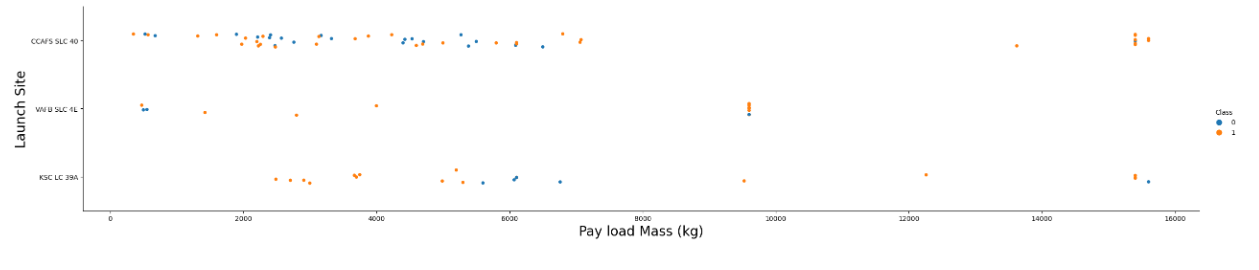 CCAFS SLC 40
VAFB SLC 4E
KSC LC 39A
Launch Site
0 2000 4000 6000 8000 10000 12000 14000 16000
Pay load Mass (kg)
Class
0
1